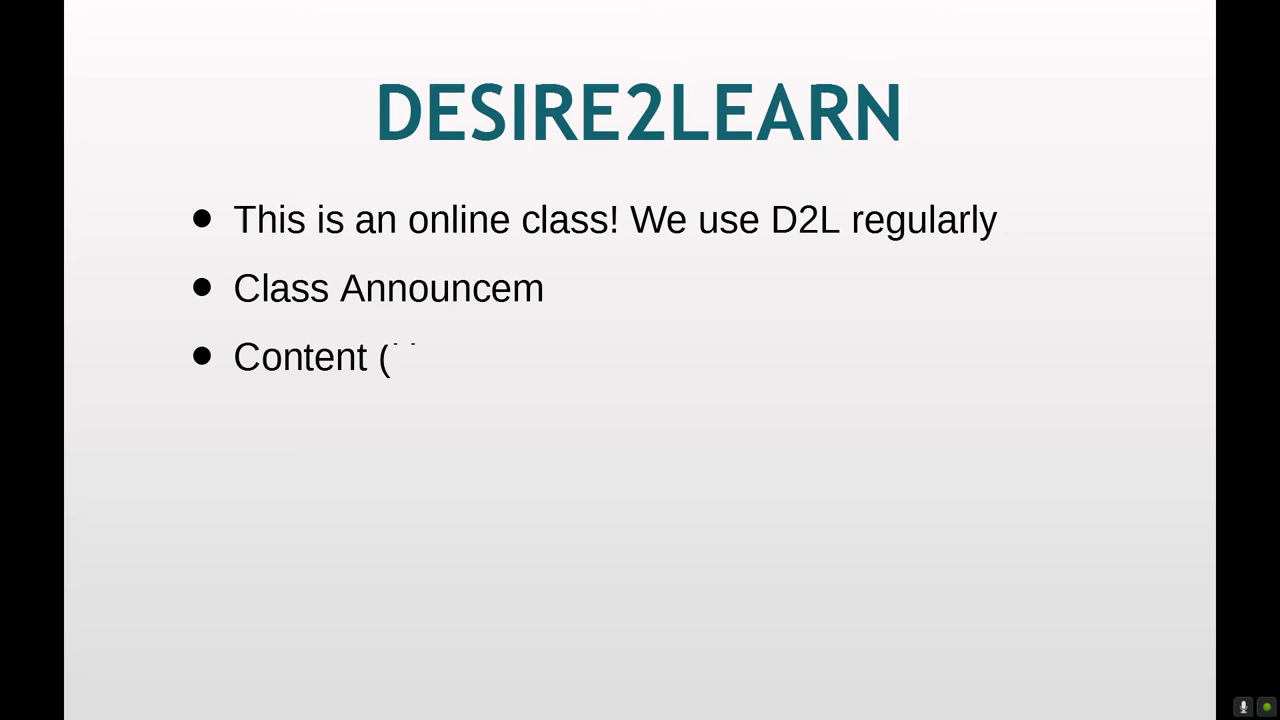 DESIRE2LEARN
• This is an online class! We use D2L regularly
• Class Announcem
• Content (